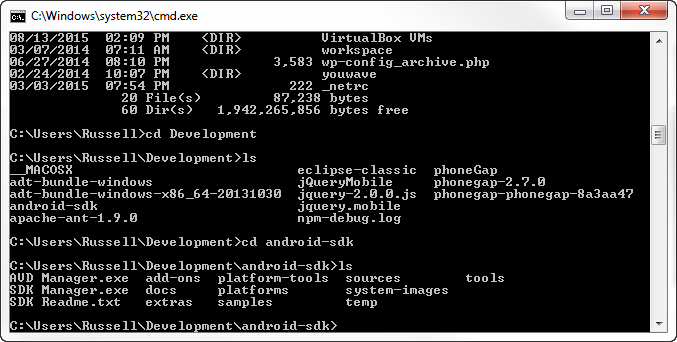 C:\Windows\system32\cmd.exe
08/13/2015  02:09 PM    <DIR>          VirtualBox VMs
03/07/2014  07:11 AM    <DIR>          workspace
06/27/2014  08:10 PM             3,583 wp-config_archive.php
02/24/2014  10:07 PM    <DIR>          youwave
03/03/2015  07:54 PM               222 _netrc
              20 File(s)         87,238 bytes
              60 Dir(s)   1,942,265,856 bytes free
C:\Users\Russell>cd Development
C:\Users\Russell\Development>ls
__MACOSX                            eclipse-classic  phoneGap
adt-bundle-windows                  jQueryMobile     phonegap-2.7.0
adt-bundle-windows-x86_64-20131030  jquery-2.0.0.js  phonegap-phonegap-8a3aa47
android-sdk                         jquery.mobile
apache-ant-1.9.0                    npm-debug.log
C:\Users\Russell\Development>cd android-sdk
C:\Users\Russell\Development\android-sdk>ls
AVD Manager.exe  add-ons  platform-tools  sources        tools
SDK Manager.exe  docs     platforms       system-images
SDK Readme.txt   extras   samples         temp
C:\Users\Russell\Development\android-sdk>